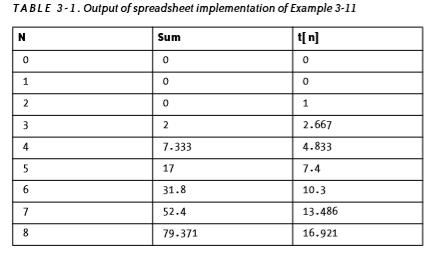 TABLE 3-1. Output of spreadsheet implementation of Example 3-11
N Sum t[n]
0 0 0
1 0 0
2 0 1
3 2 2.667
4 7.333 4.833
5 17 7.4
6 31.8 10.3
7 52.4 13.486
8 79.371 16.921